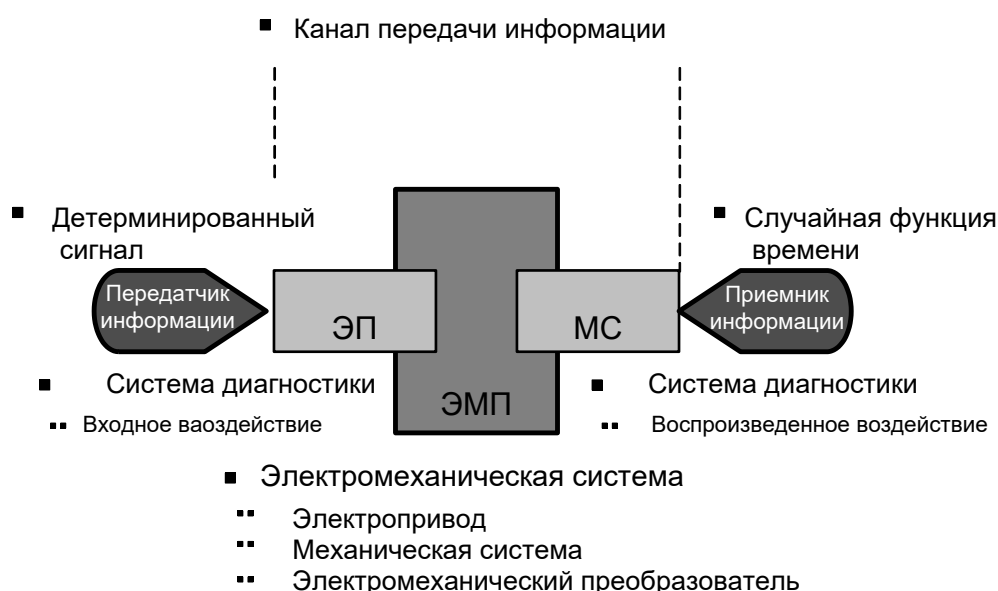 Канал передачи информации
Детерминированный
сигнал
Случайная функция
времени
Передатчик
информации
ЭП
МС
Приемник
информации
ЭМП
Система диагностики
Входное ваоздействие
Система диагностики
Воспроизведенное воздействие
Электромеханическая система
Электропривод
Механическая система
Электромеханический преобразователь